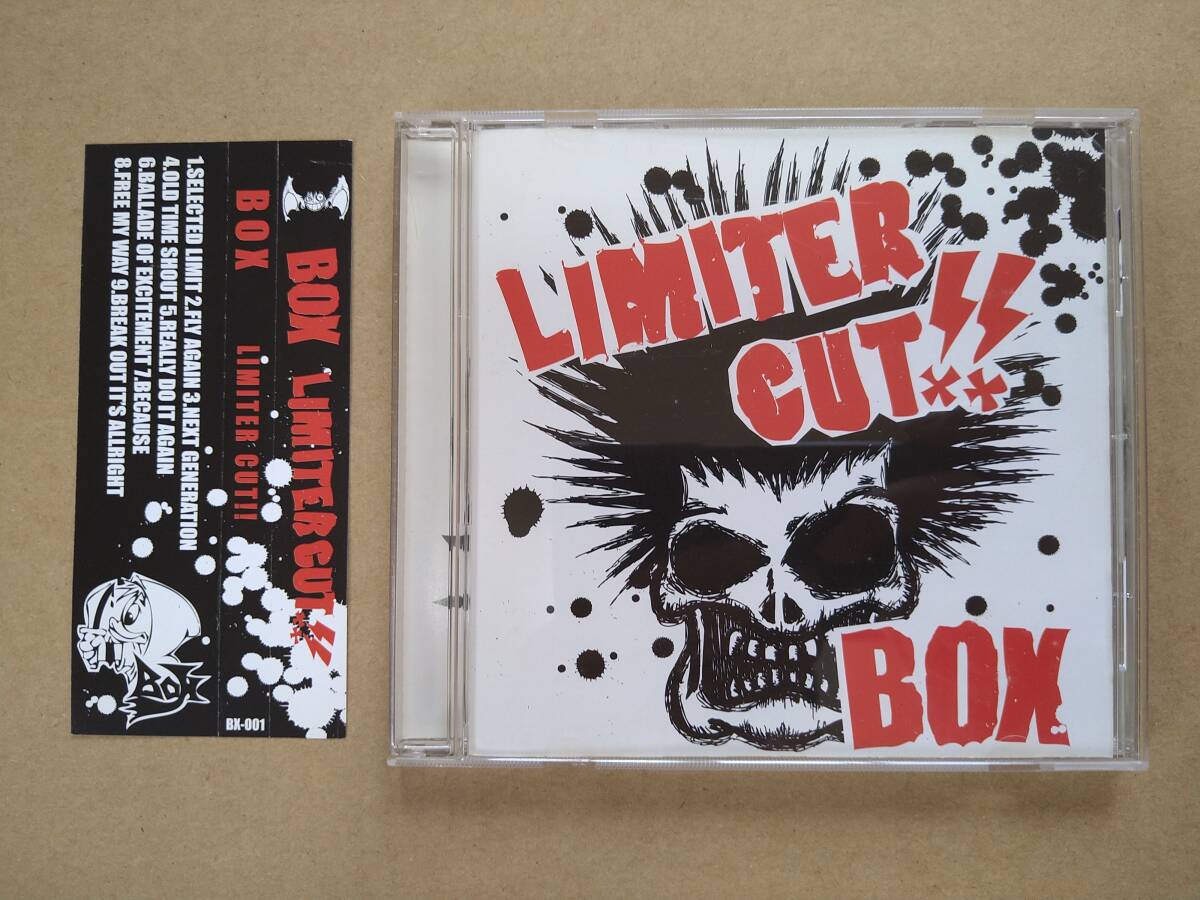 BOX LIMITER CUT!!
BOX LIMITER CUT!!
1.SELECTED LIMIT 2.FLY AGAIN 3.NEXT GENERATION
4.OLD TIME SHOUT 5.REALLY DO IT AGAIN
6.BALLADE OF EXCITEMENT 7.BECAUSE
8.FREE MY WAY 9.BREAK OUT IT'S ALLRIGHT
BOX
BX-001
LIMITER
CUT!!
BOX